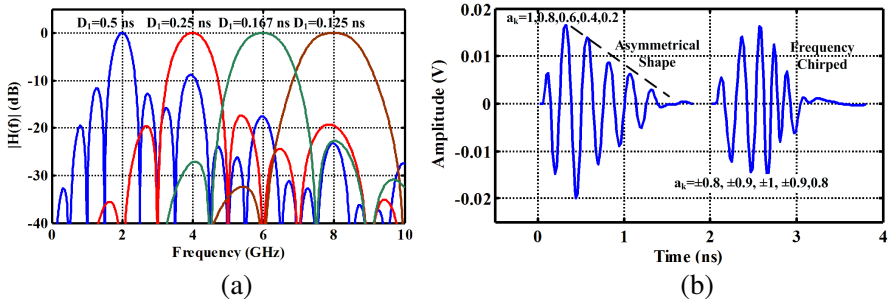 (a)
D₁=0.5 ns D₁=0.25 ns D₁=0.167 ns D₁=0.125 ns
0
-10
-20
-30
-40
|H(f)| (dB)
0 2 4 6 8 10
Frequency (GHz)
(a)
(b)
a_k=1,0.8,0.6,0.4,0.2
Asymmetrical
Shape
Frequency
Chirped
a_k=±0.8, ±0.9, ±1, ±0.9,0.8
0.02
0.01
0
-0.01
-0.02
Amplitude (V)
0 1 2 3 4
Time (ns)
(b)